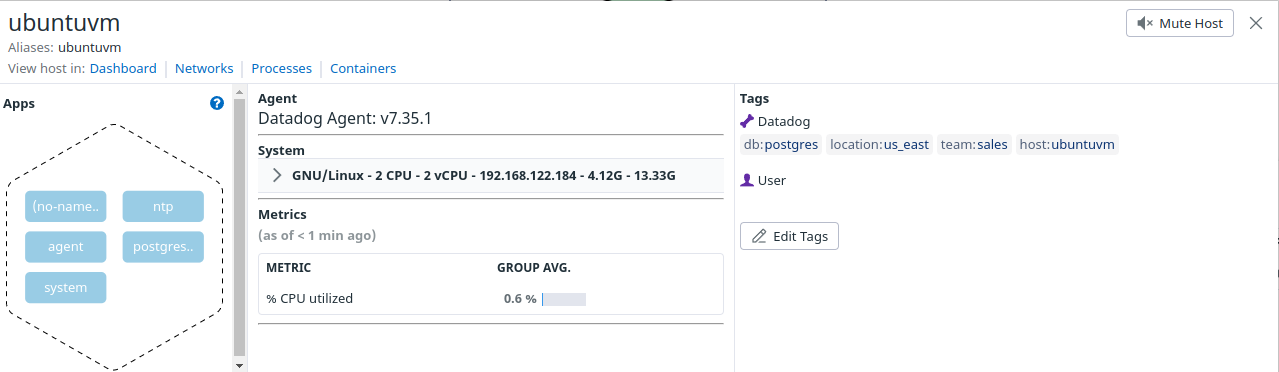 ubuntuvm
Mute Host
Aliases: ubuntuvm
View host in: Dashboard Networks Processes Containers
Apps
?
(no-name..
ntp
agent
postgres..
system
Agent
Datadog Agent: v7.35.1
System
GNU/Linux - 2 CPU - 2 vCPU - 192.168.122.184 - 4.12G - 13.33G
Metrics
(as of < 1 min ago)
METRIC GROUP AVG.
% CPU utilized 0.6 %
Tags
Datadog
db:postgres location:us_east team:sales host:ubuntuvm
User
Edit Tags